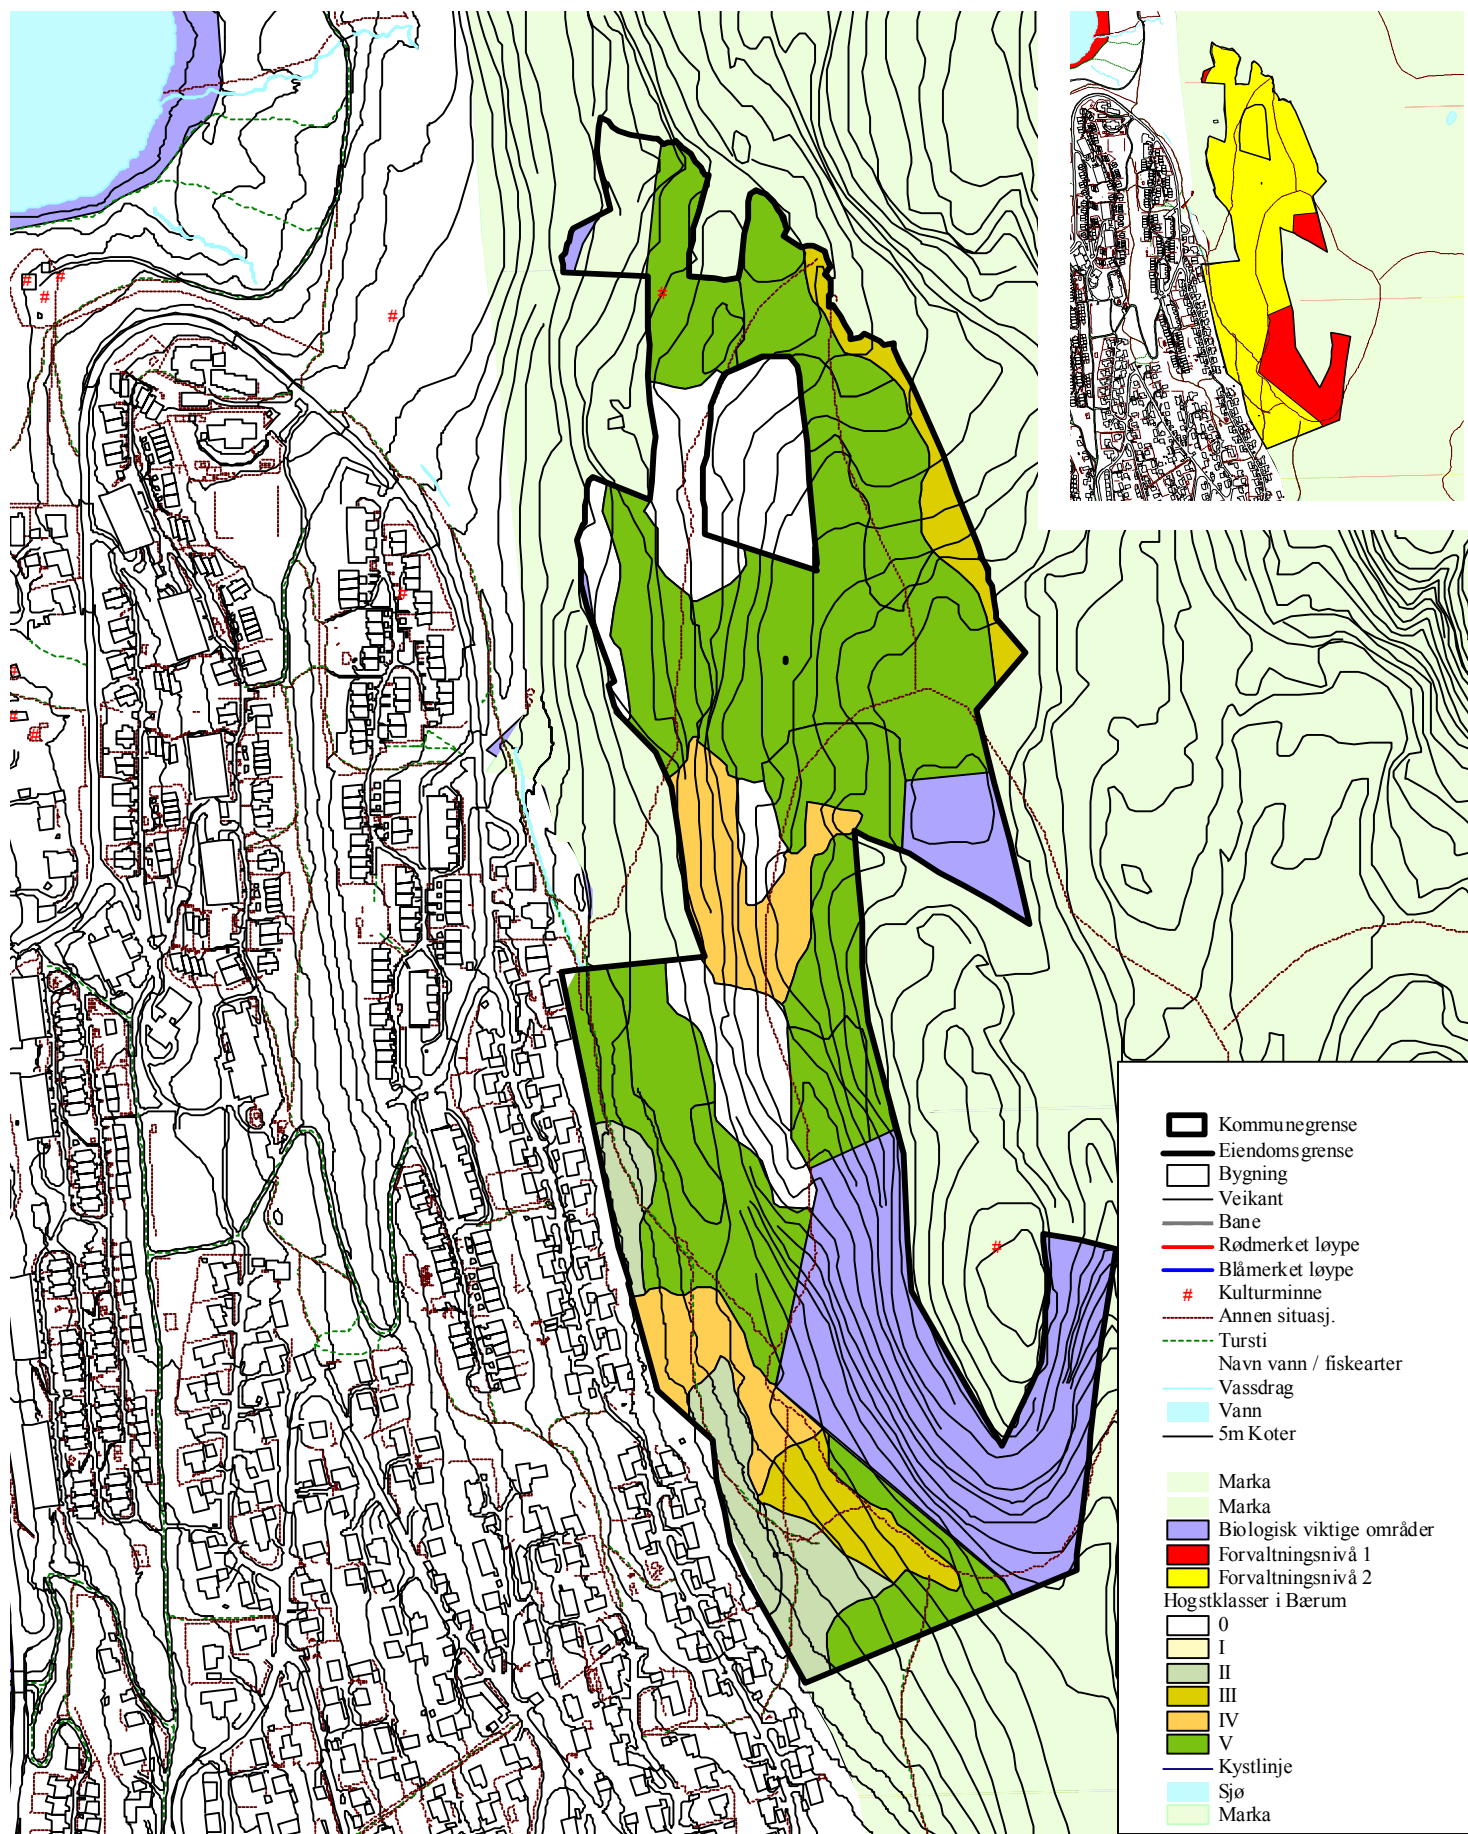 Kommunegrense
Eiendomsgrense
Bygning
Veikant
Bane
Rødmerket løype
Blåmerket løype
# Kulturminne
Annen situasj.
Tursti
Navn vann / fiskearter
Vassdrag
Vann
5m Koter
Marka
Marka
Biologisk viktige områder
Forvaltningsnivå 1
Forvaltningsnivå 2
Hogstklasser i Bærum
0
I
II
III
IV
V
Kystlinje
Sjø
Marka